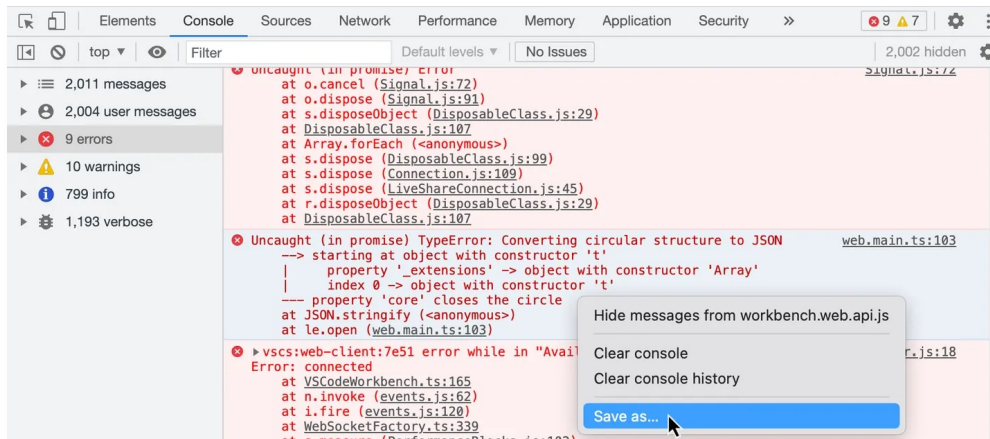 Elements Console Sources Network Performance Memory Application Security » 9 7
top ▼ Filter Default levels ▼ No Issues 2,002 hidden
2,011 messages
2,004 user messages
9 errors
10 warnings
799 info
1,193 verbose
Uncaught (in promise) Error Signal.js:72
at o.cancel (Signal.js:72)
at o.dispose (Signal.js:91)
at s.disposeObject (DisposableClass.js:29)
at DisposableClass.js:107
at Array.forEach (<anonymous>)
at s.dispose (DisposableClass.js:99)
at s.dispose (Connection.js:109)
at s.dispose (LiveShareConnection.js:45)
at r.disposeObject (DisposableClass.js:29)
at DisposableClass.js:107
Uncaught (in promise) TypeError: Converting circular structure to JSON web.main.ts:103
--> starting at object with constructor 't'
| property '_extensions' -> object with constructor 'Array'
| index 0 -> object with constructor 't'
--- property 'core' closes the circle
at JSON.stringify (<anonymous>)
at le.open (web.main.ts:103)
vscs:web-client:7e51 error while in "Avail r.js:18
Error: connected
at VSCodeWorkbench.ts:165
at n.invoke (events.js:62)
at i.fire (events.js:120)
at WebSocketFactory.ts:339
Hide messages from workbench.web.api.js
Clear console
Clear console history
Save as...